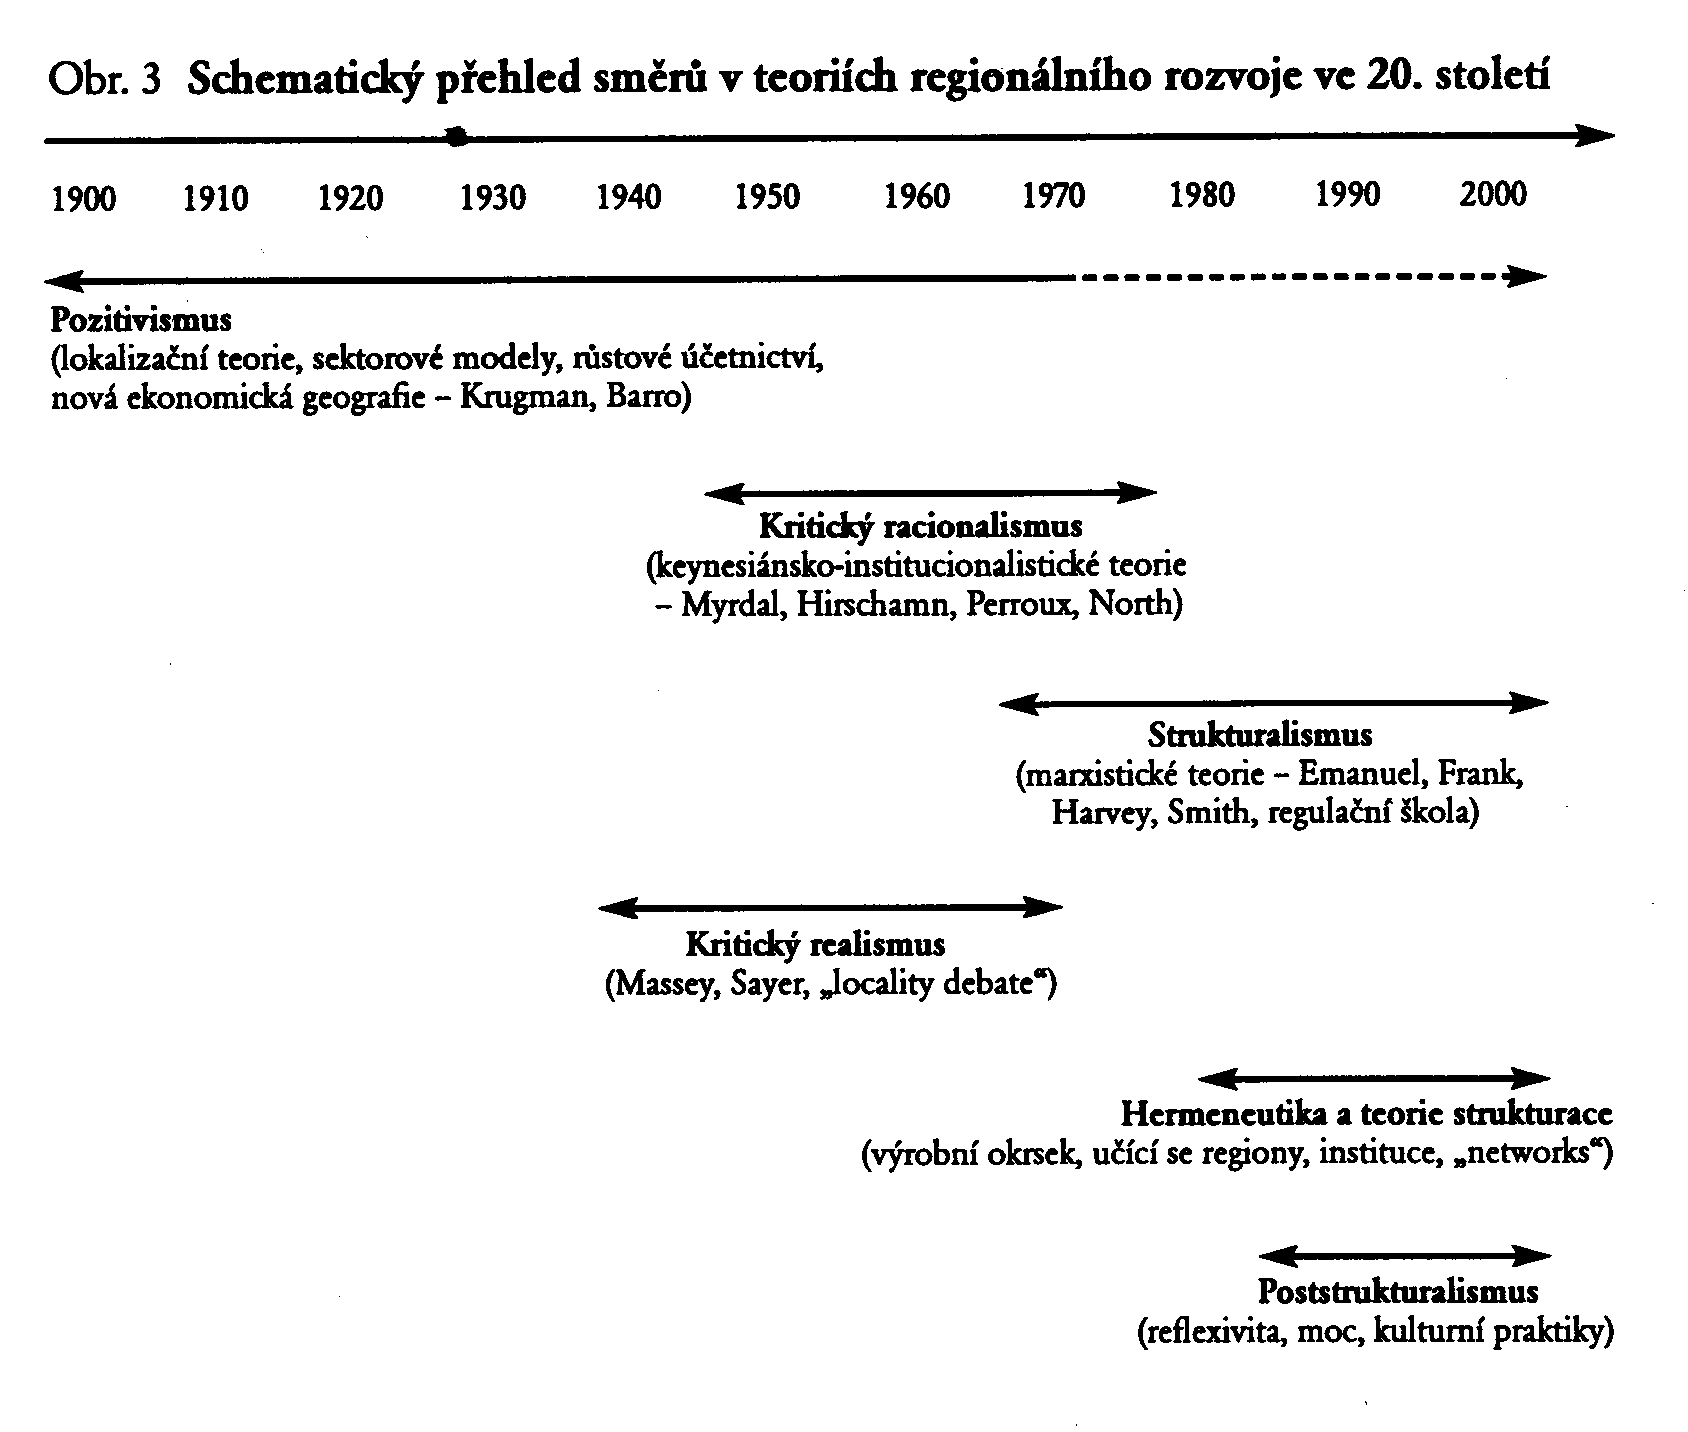 Obr. 3 Schematický přehled směrů v teoriích regionálního rozvoje ve 20. století
1900 1910 1920 1930 1940 1950 1960 1970 1980 1990 2000
Pozitivismus
(lokalizační teorie, sektorové modely, růstové účetnictví,
nová ekonomická geografie – Krugman, Barro)
Kritický racionalismus
(keynesiánsko-institucionalistické teorie
– Myrdal, Hirschamn, Perroux, North)
Strukturalismus
(marxistické teorie – Emanuel, Frank,
Harvey, Smith, regulační škola)
Kritický realismus
(Massey, Sayer, „locality debate“)
Hermeneutika a teorie strukturace
(výrobní okrsek, učící se regiony, instituce, „networks“)
Poststrukturalismus
(reflexivita, moc, kulturní praktiky)